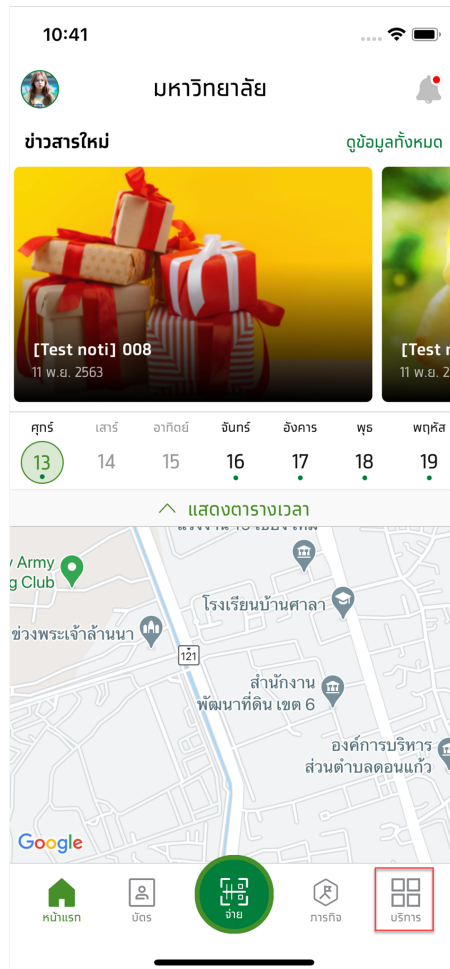 10:41
มหาวิทยาลัย
ข่าวสารใหม่
ดูข้อมูลทั้งหมด
[Test noti] 008
11 พ.ย. 2563
[Test
11 พ.ย. 2
ศุกร์ เสาร์ อาทิตย์ จันทร์ อังคาร พุธ พฤหัส
13 14 15 16 17 18 19
แสดงตารางเวลา
Army
g Club
โรงเรียนบ้านศาลา
ข่วงพระเจ้าล้านนา
121
สำนักงาน
พัฒนาที่ดิน เขต 6
องค์การบริหาร
ส่วนตำบลดอนแก้ว
Google
หน้าแรก บัตร จ่าย ภารกิจ บริการ